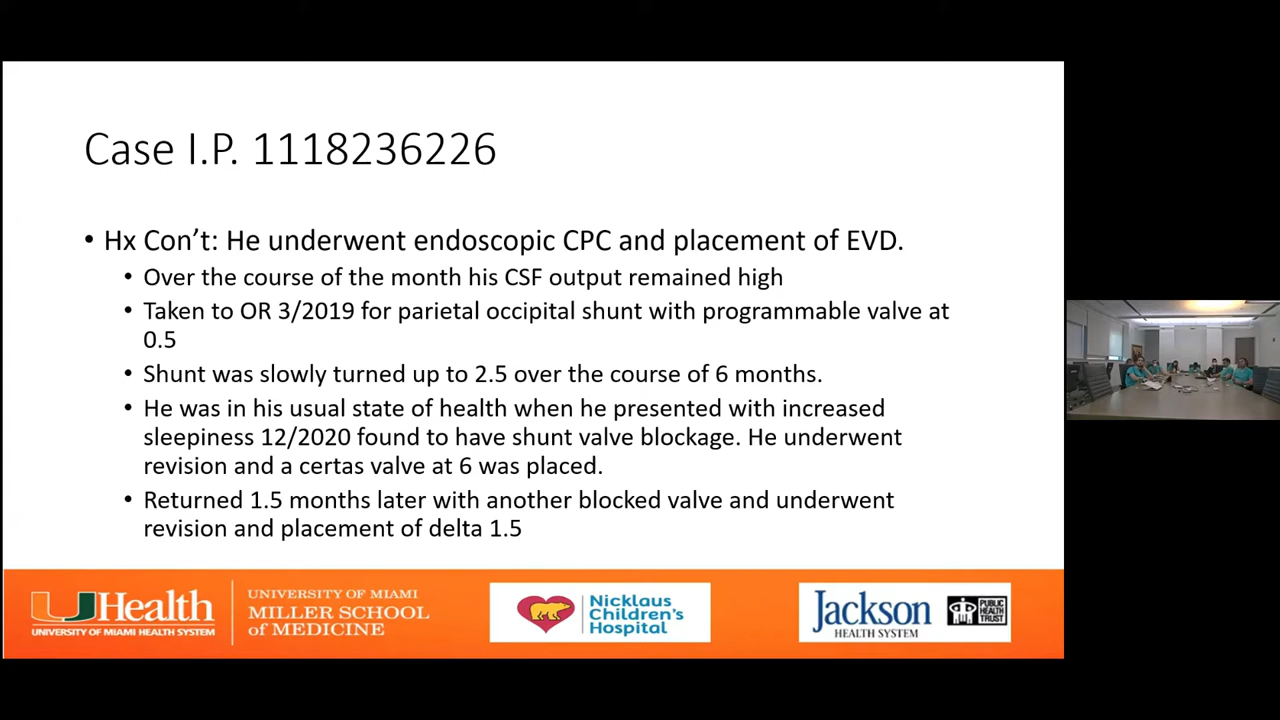 Case I.P. 1118236226
• Hx Con't: He underwent endoscopic CPC and placement of EVD.
• Over the course of the month his CSF output remained high
• Taken to OR 3/2019 for parietal occipital shunt with programmable valve at
0.5
• Shunt was slowly turned up to 2.5 over the course of 6 months.
• He was in his usual state of health when he presented with increased
sleepiness 12/2020 found to have shunt valve blockage. He underwent
revision and a certas valve at 6 was placed.
• Returned 1.5 months later with another blocked valve and underwent
revision and placement of delta 1.5
UHealth
UNIVERSITY OF MIAMI HEALTH SYSTEM
UNIVERSITY OF MIAMI
MILLER SCHOOL
of MEDICINE
Nicklaus
Children's
Hospital
Jackson
HEALTH SYSTEM
PUBLIC
HEALTH
TRUST